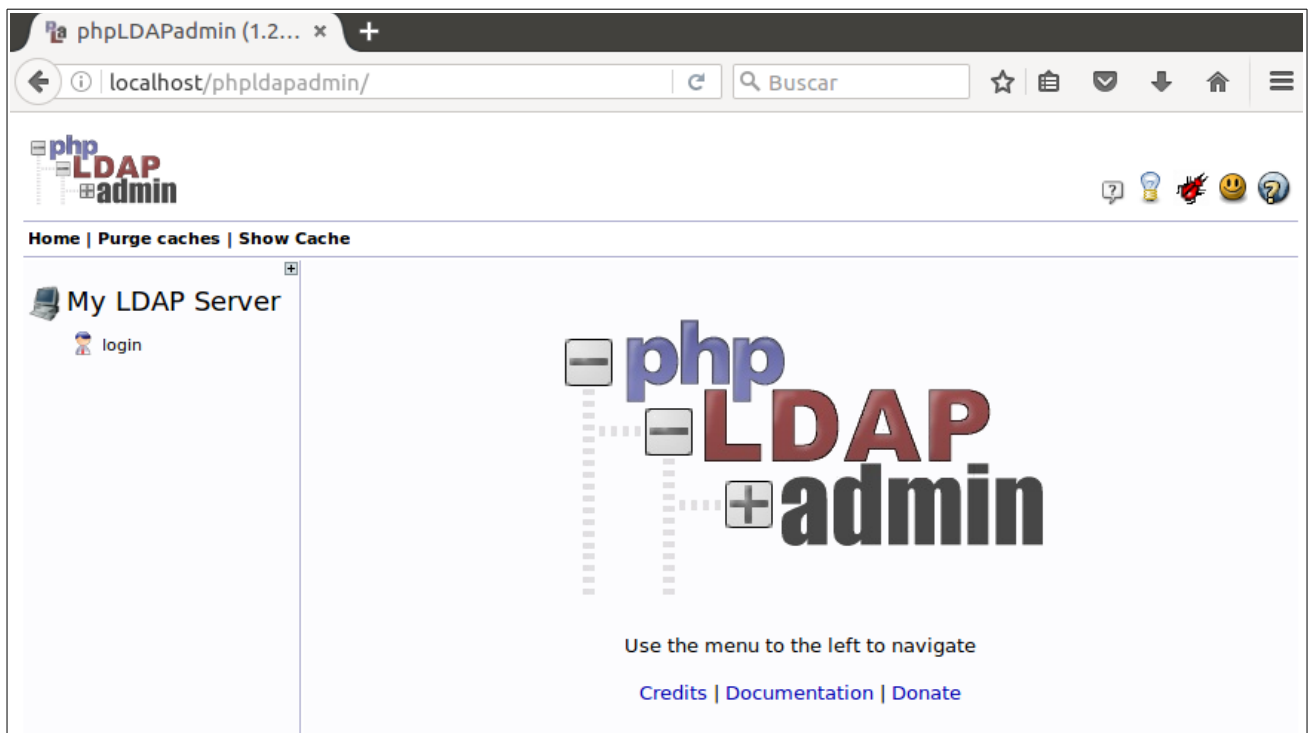 phpLDAPadmin (1.2...
localhost/phpldapadmin/
Buscar
php
LDAP
admin
Home | Purge caches | Show Cache
My LDAP Server
login
php
LDAP
admin
Use the menu to the left to navigate
Credits | Documentation | Donate